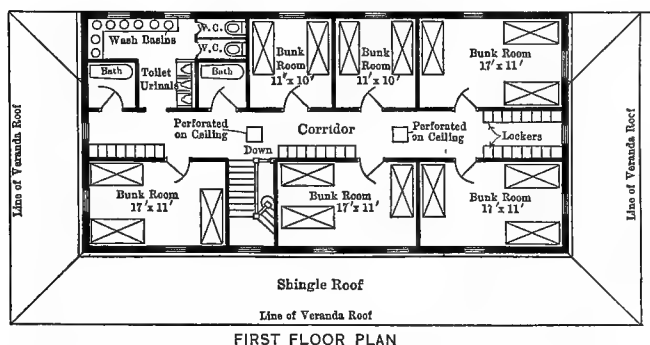 W.C.
Wash Basins
W.C.
Bath
Toilet
Urinals
Bath
Bunk
Room
11' x 10'
Bunk
Room
11' x 10'
Bunk Room
17' x 11'
Perforated
on Ceiling
Corridor
Perforated
on Ceiling
Lockers
Down
Bunk Room
17' x 11'
Bunk Room
17' x 11'
Bunk Room
17' x 11'
Line of Veranda Roof
Line of Veranda Roof
Shingle Roof
Line of Veranda Roof
FIRST FLOOR PLAN